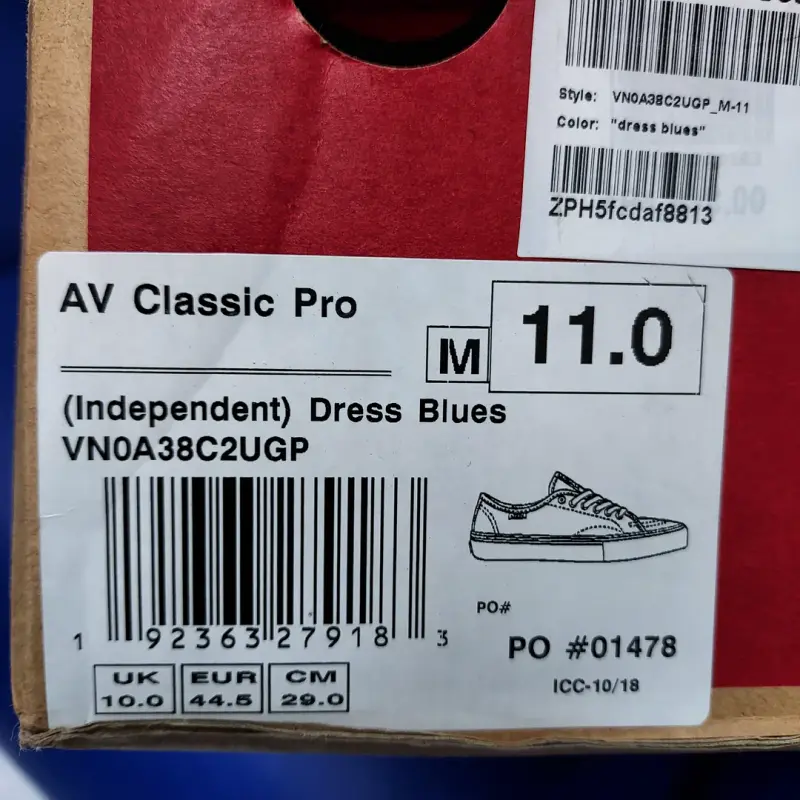 Style: VN0A38C2UGP_M-11
Color: "dress blues"
ZPH5fcdaf8813
AV Classic Pro
M
11.0
(Independent) Dress Blues
VN0A38C2UGP
1 92363 27918 3
PO#
PO #01478
ICC-10/18
UK EUR CM
10.0 44.5 29.0